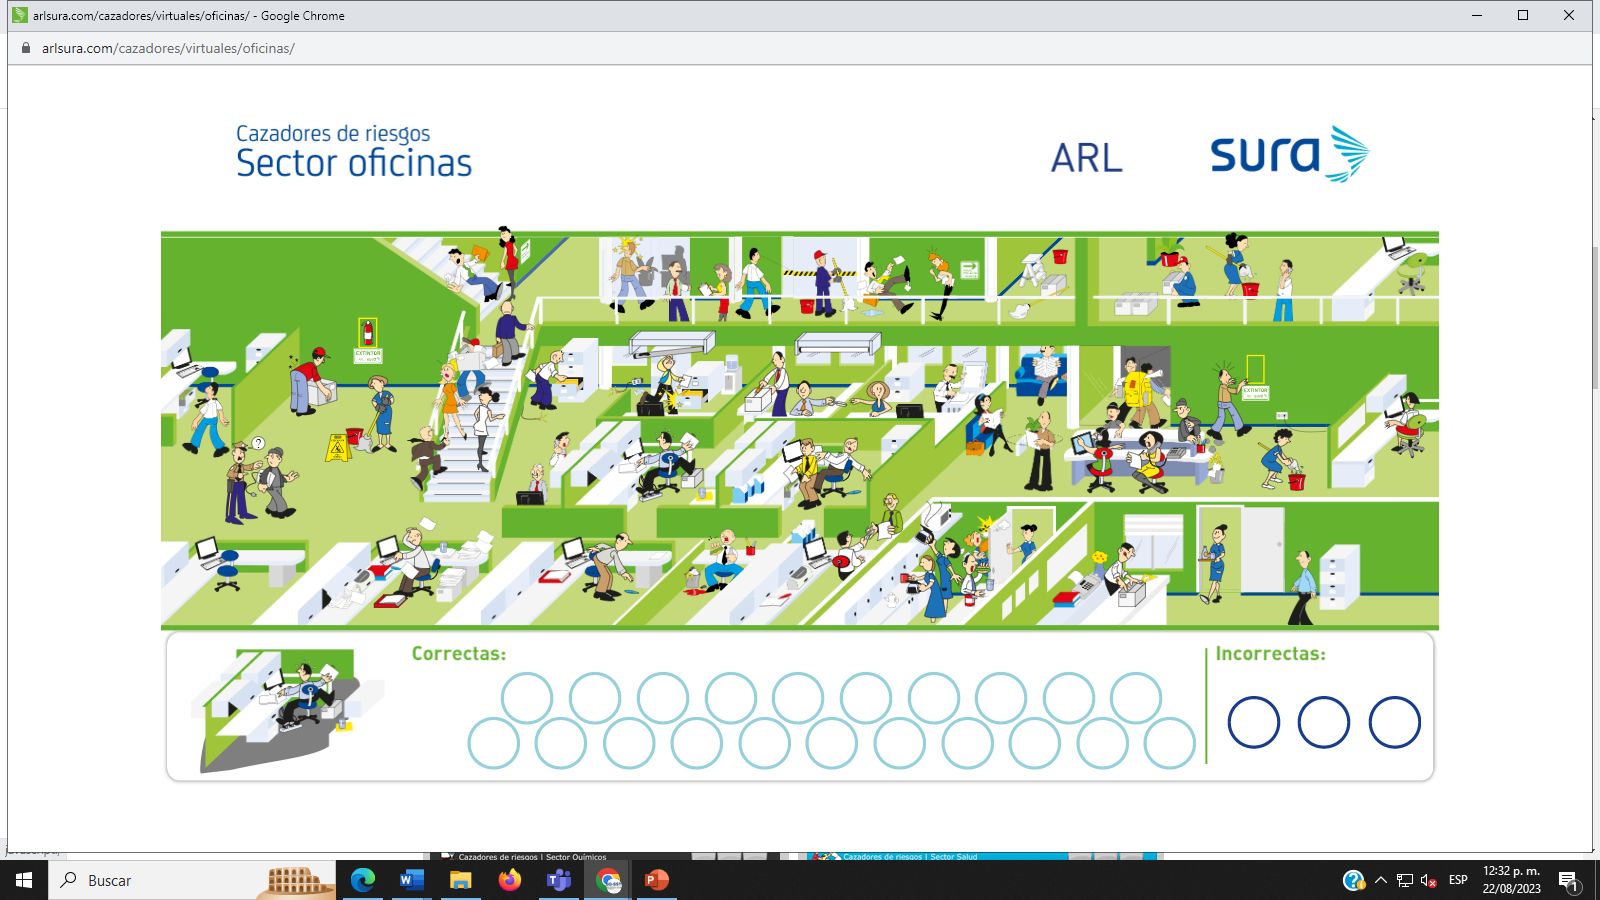 arlsura.com/cazadores/virtuales/oficinas/ - Google Chrome
arlsura.com/cazadores/virtuales/oficinas/
Cazadores de riesgos
Sector oficinas
ARL
sura
EXTINTOR
EXTINTOR
?
Correctas:
Incorrectas:
Cazadores de riesgos | Sector Químicos
Cazadores de riesgos | Sector Salud
Buscar
ESP
12:32 p. m.
22/08/2023
1